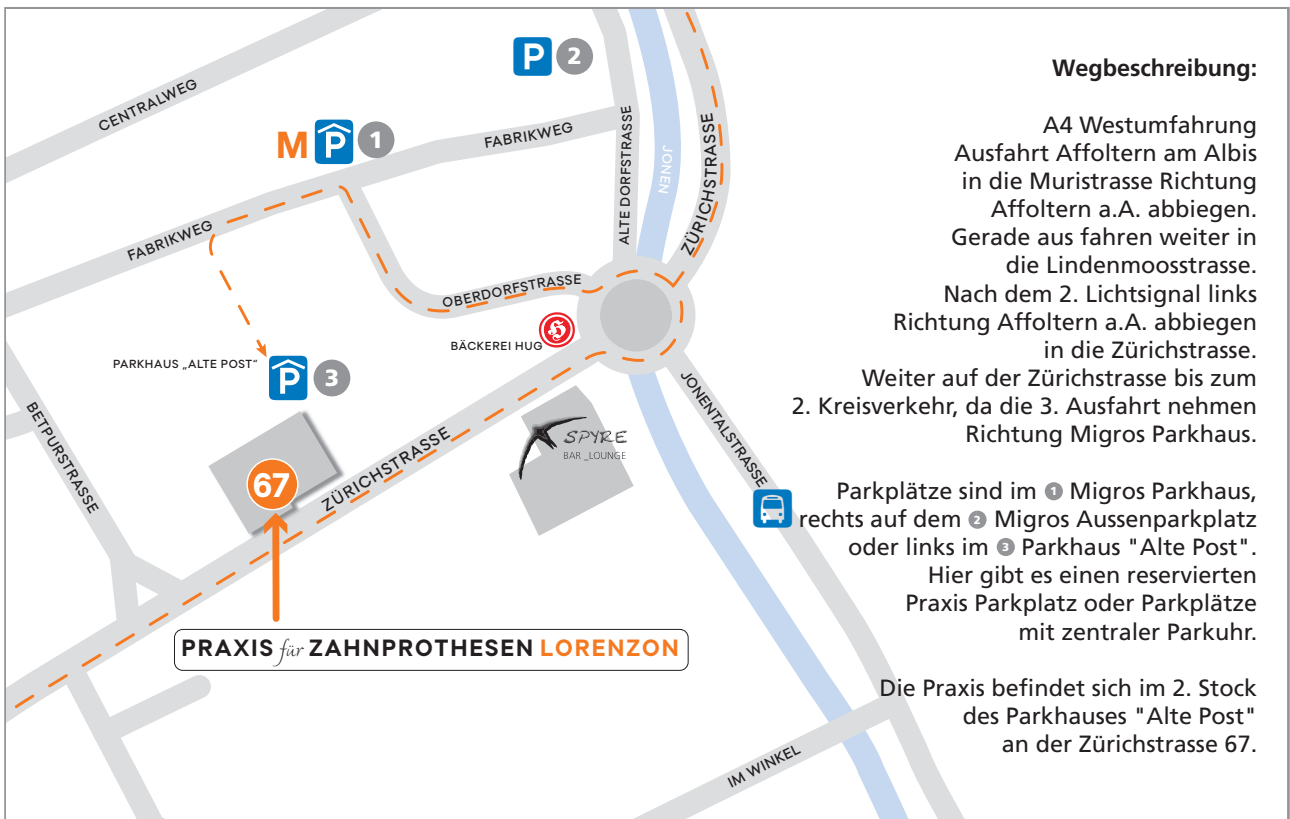 Wegbeschreibung:
A4 Westumfahrung
Ausfahrt Affoltern am Albis
in die Muristrasse Richtung
Affoltern a.A. abbiegen.
Gerade aus fahren weiter in
die Lindenmoosstrasse.
Nach dem 2. Lichtsignal links
Richtung Affoltern a.A. abbiegen
in die Zürichstrasse.
Weiter auf der Zürichstrasse bis zum
2. Kreisverkehr, da die 3. Ausfahrt nehmen
Richtung Migros Parkhaus.
Parkplätze sind im 1 Migros Parkhaus,
rechts auf dem 2 Migros Aussenparkplatz
oder links im 3 Parkhaus "Alte Post".
Hier gibt es einen reservierten
Praxis Parkplatz oder Parkplätze
mit zentraler Parkuhr.
Die Praxis befindet sich im 2. Stock
des Parkhauses "Alte Post"
an der Zürichstrasse 67.
CENTRALWEG
P 2
M P 1
FABRIKWEG
ALTE DORFSTRASSE
JONEN
ZÜRICHSTRASSE
FABRIKWEG
OBERDORFSTRASSE
BÄCKEREI HUG
PARKHAUS „ALTE POST“
P 3
BETPURSTRASSE
ZÜRICHSTRASSE
SPYRE
BAR _LOUNGE
JONENTALSTRASSE
67
PRAXIS für ZAHNPROTHESEN LORENZON
IM WINKEL